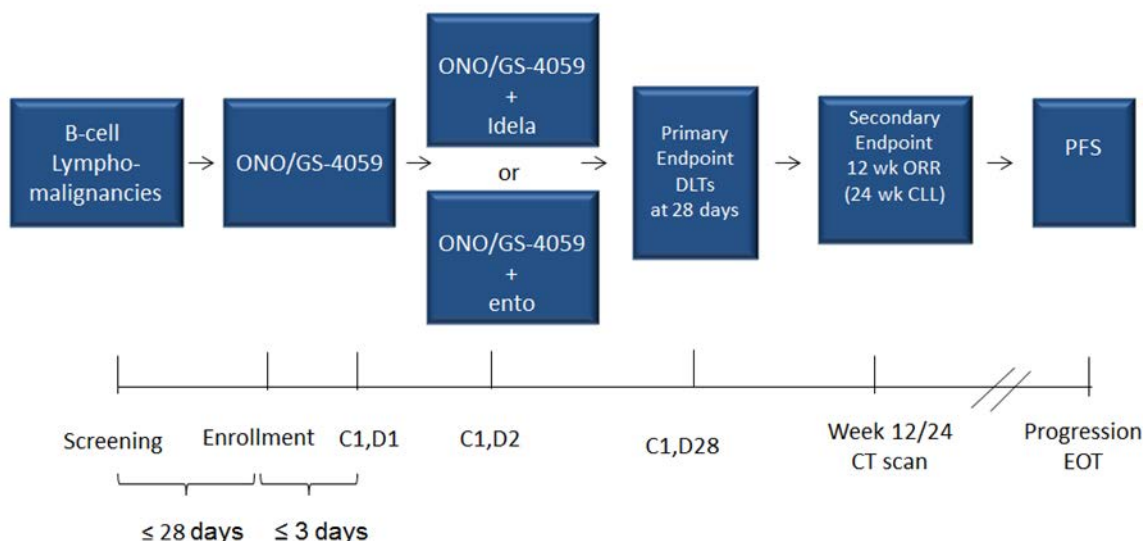 B-cell
Lympho-
malignancies
ONO/GS-4059
ONO/GS-4059
+
Idela
or
ONO/GS-4059
+
ento
Primary
Endpoint
DLTs
at 28 days
Secondary
Endpoint
12 wk ORR
(24 wk CLL)
PFS
Screening
Enrollment
C1,D1
C1,D2
C1,D28
Week 12/24
CT scan
Progression
EOT
≤ 28 days
≤ 3 days